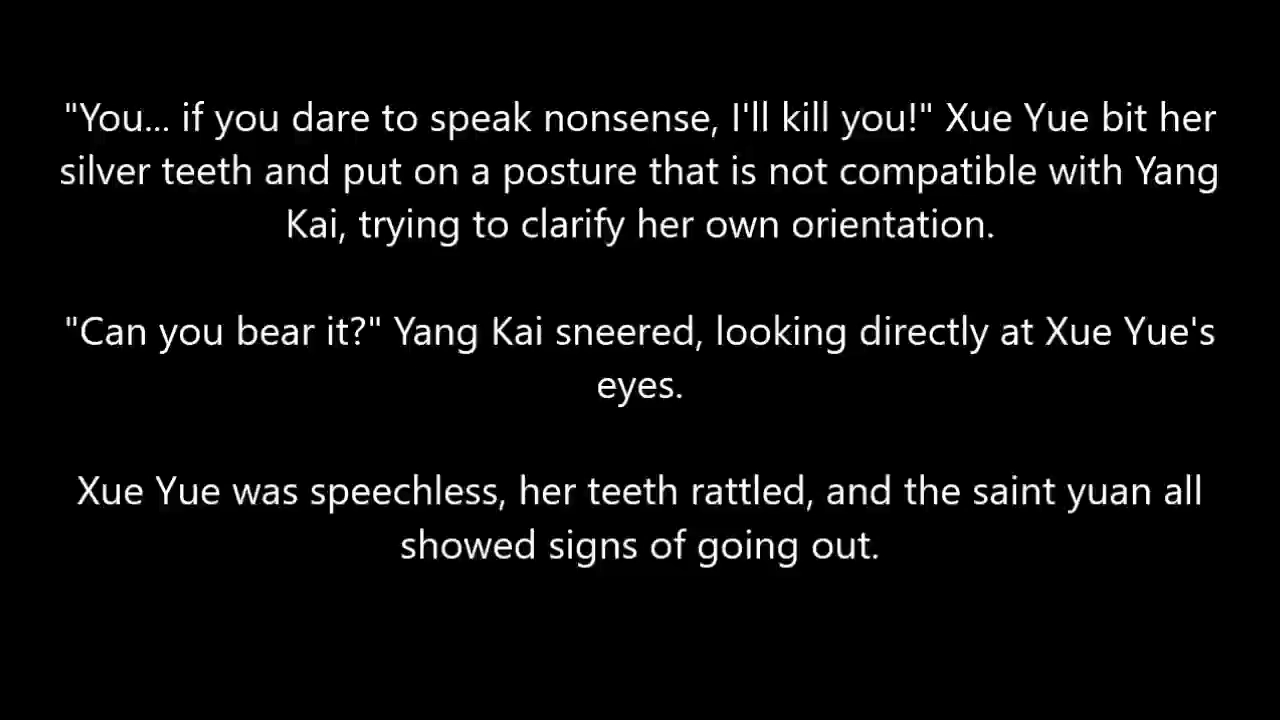 "You... if you dare to speak nonsense, I'll kill you!" Xue Yue bit her
silver teeth and put on a posture that is not compatible with Yang
Kai, trying to clarify her own orientation.
"Can you bear it?" Yang Kai sneered, looking directly at Xue Yue's
eyes.
Xue Yue was speechless, her teeth rattled, and the saint yuan all
showed signs of going out.